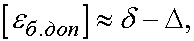 [ε_{б.доп}] ≈ δ − Δ,